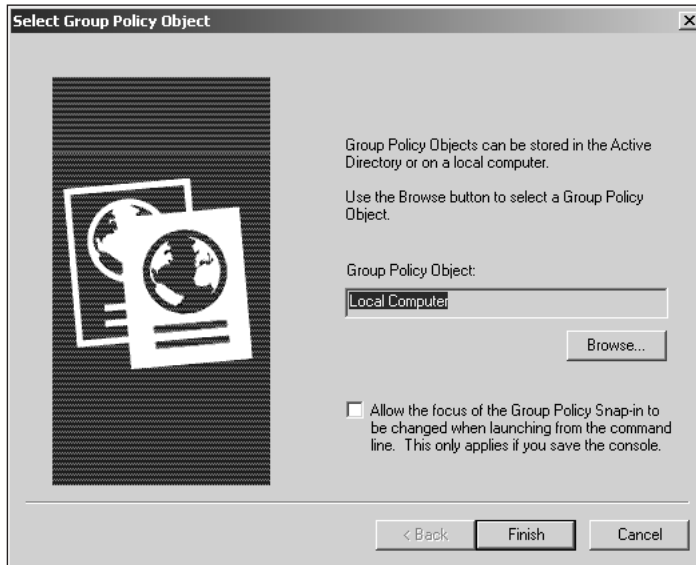 Select Group Policy Object
Group Policy Objects can be stored in the Active
Directory or on a local computer.
Use the Browse button to select a Group Policy
Object.
Group Policy Object:
Local Computer
Browse...
Allow the focus of the Group Policy Snap-in to
be changed when launching from the command
line.  This only applies if you save the console.
< Back
Finish
Cancel